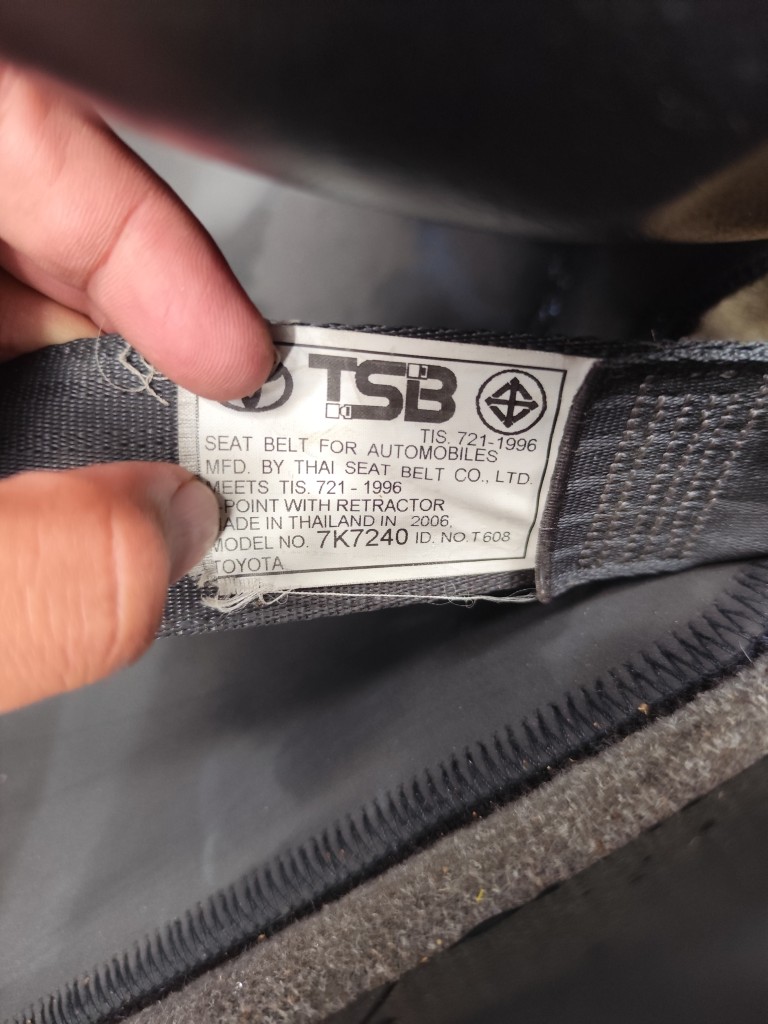 TSB
TIS. 721-1996
SEAT BELT FOR AUTOMOBILES
MFD. BY THAI SEAT BELT CO., LTD.
MEETS TIS. 721 - 1996
-POINT WITH RETRACTOR
MADE IN THAILAND IN 2006,
MODEL NO. 7K7240 ID. NO. T608
TOYOTA